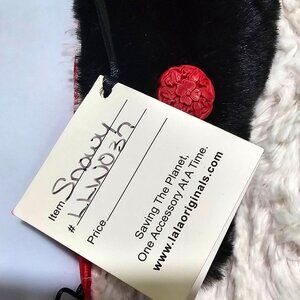 Item Snowy
# LLW03h
Price
Saving The Planet,
One Accessory At A Time.
www.lalaoriginals.com